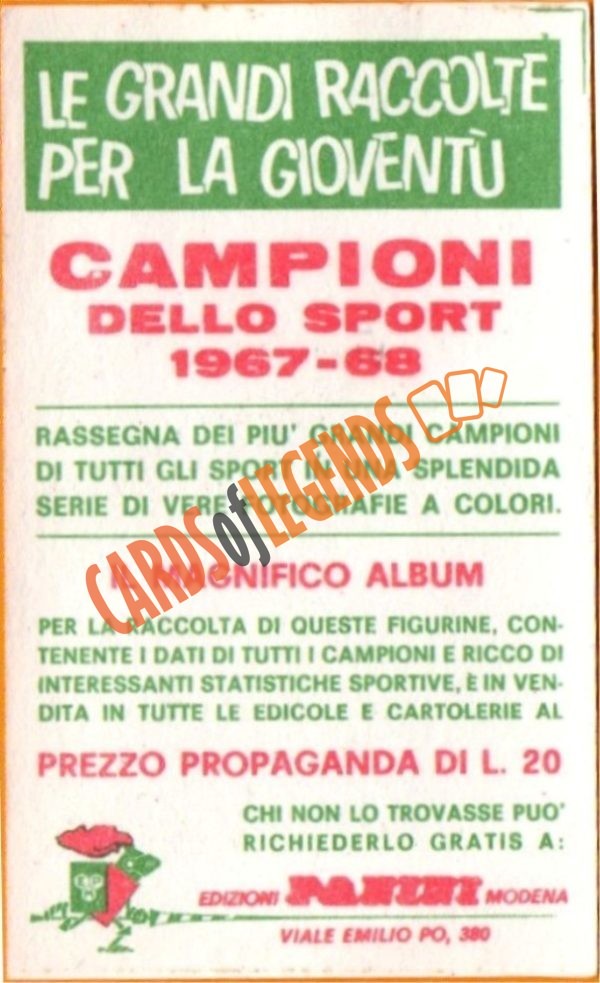 LE GRANDI RACCOLTE
PER LA GIOVENTÙ
CAMPIONI
DELLO SPORT
1967-68
RASSEGNA DEI PIU' GRANDI CAMPIONI
DI TUTTI GLI SPORT IN UNA SPLENDIDA
SERIE DI VERE FOTOGRAFIE A COLORI.
CARDSofLEGENDS
IL MAGNIFICO ALBUM
PER LA RACCOLTA DI QUESTE FIGURINE, CON-
TENENTE I DATI DI TUTTI I CAMPIONI E RICCO DI
INTERESSANTI STATISTICHE SPORTIVE, È IN VEN-
DITA IN TUTTE LE EDICOLE E CARTOLERIE AL
PREZZO PROPAGANDA DI L. 20
CHI NON LO TROVASSE PUO'
RICHIEDERLO GRATIS A:
EDIZIONI PANINI MODENA
VIALE EMILIO PO, 380